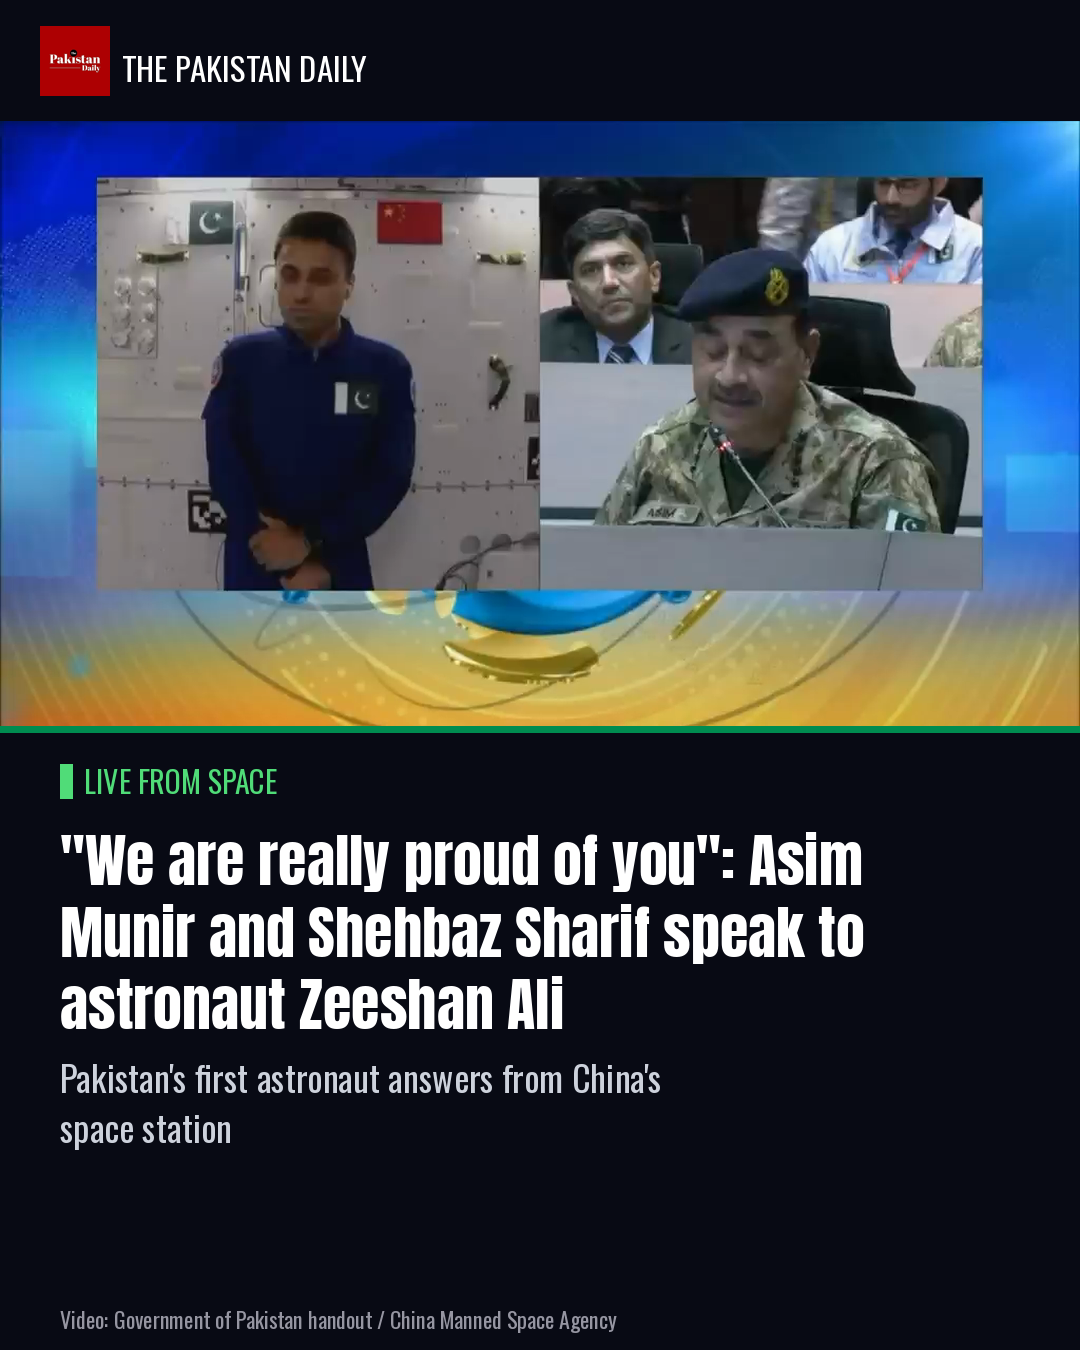 Pakistan
Daily
THE PAKISTAN DAILY
ASIM
LIVE FROM SPACE
"We are really proud of you": Asim
Munir and Shehbaz Sharif speak to
astronaut Zeeshan Ali
Pakistan's first astronaut answers from China's
space station
Video: Government of Pakistan handout / China Manned Space Agency